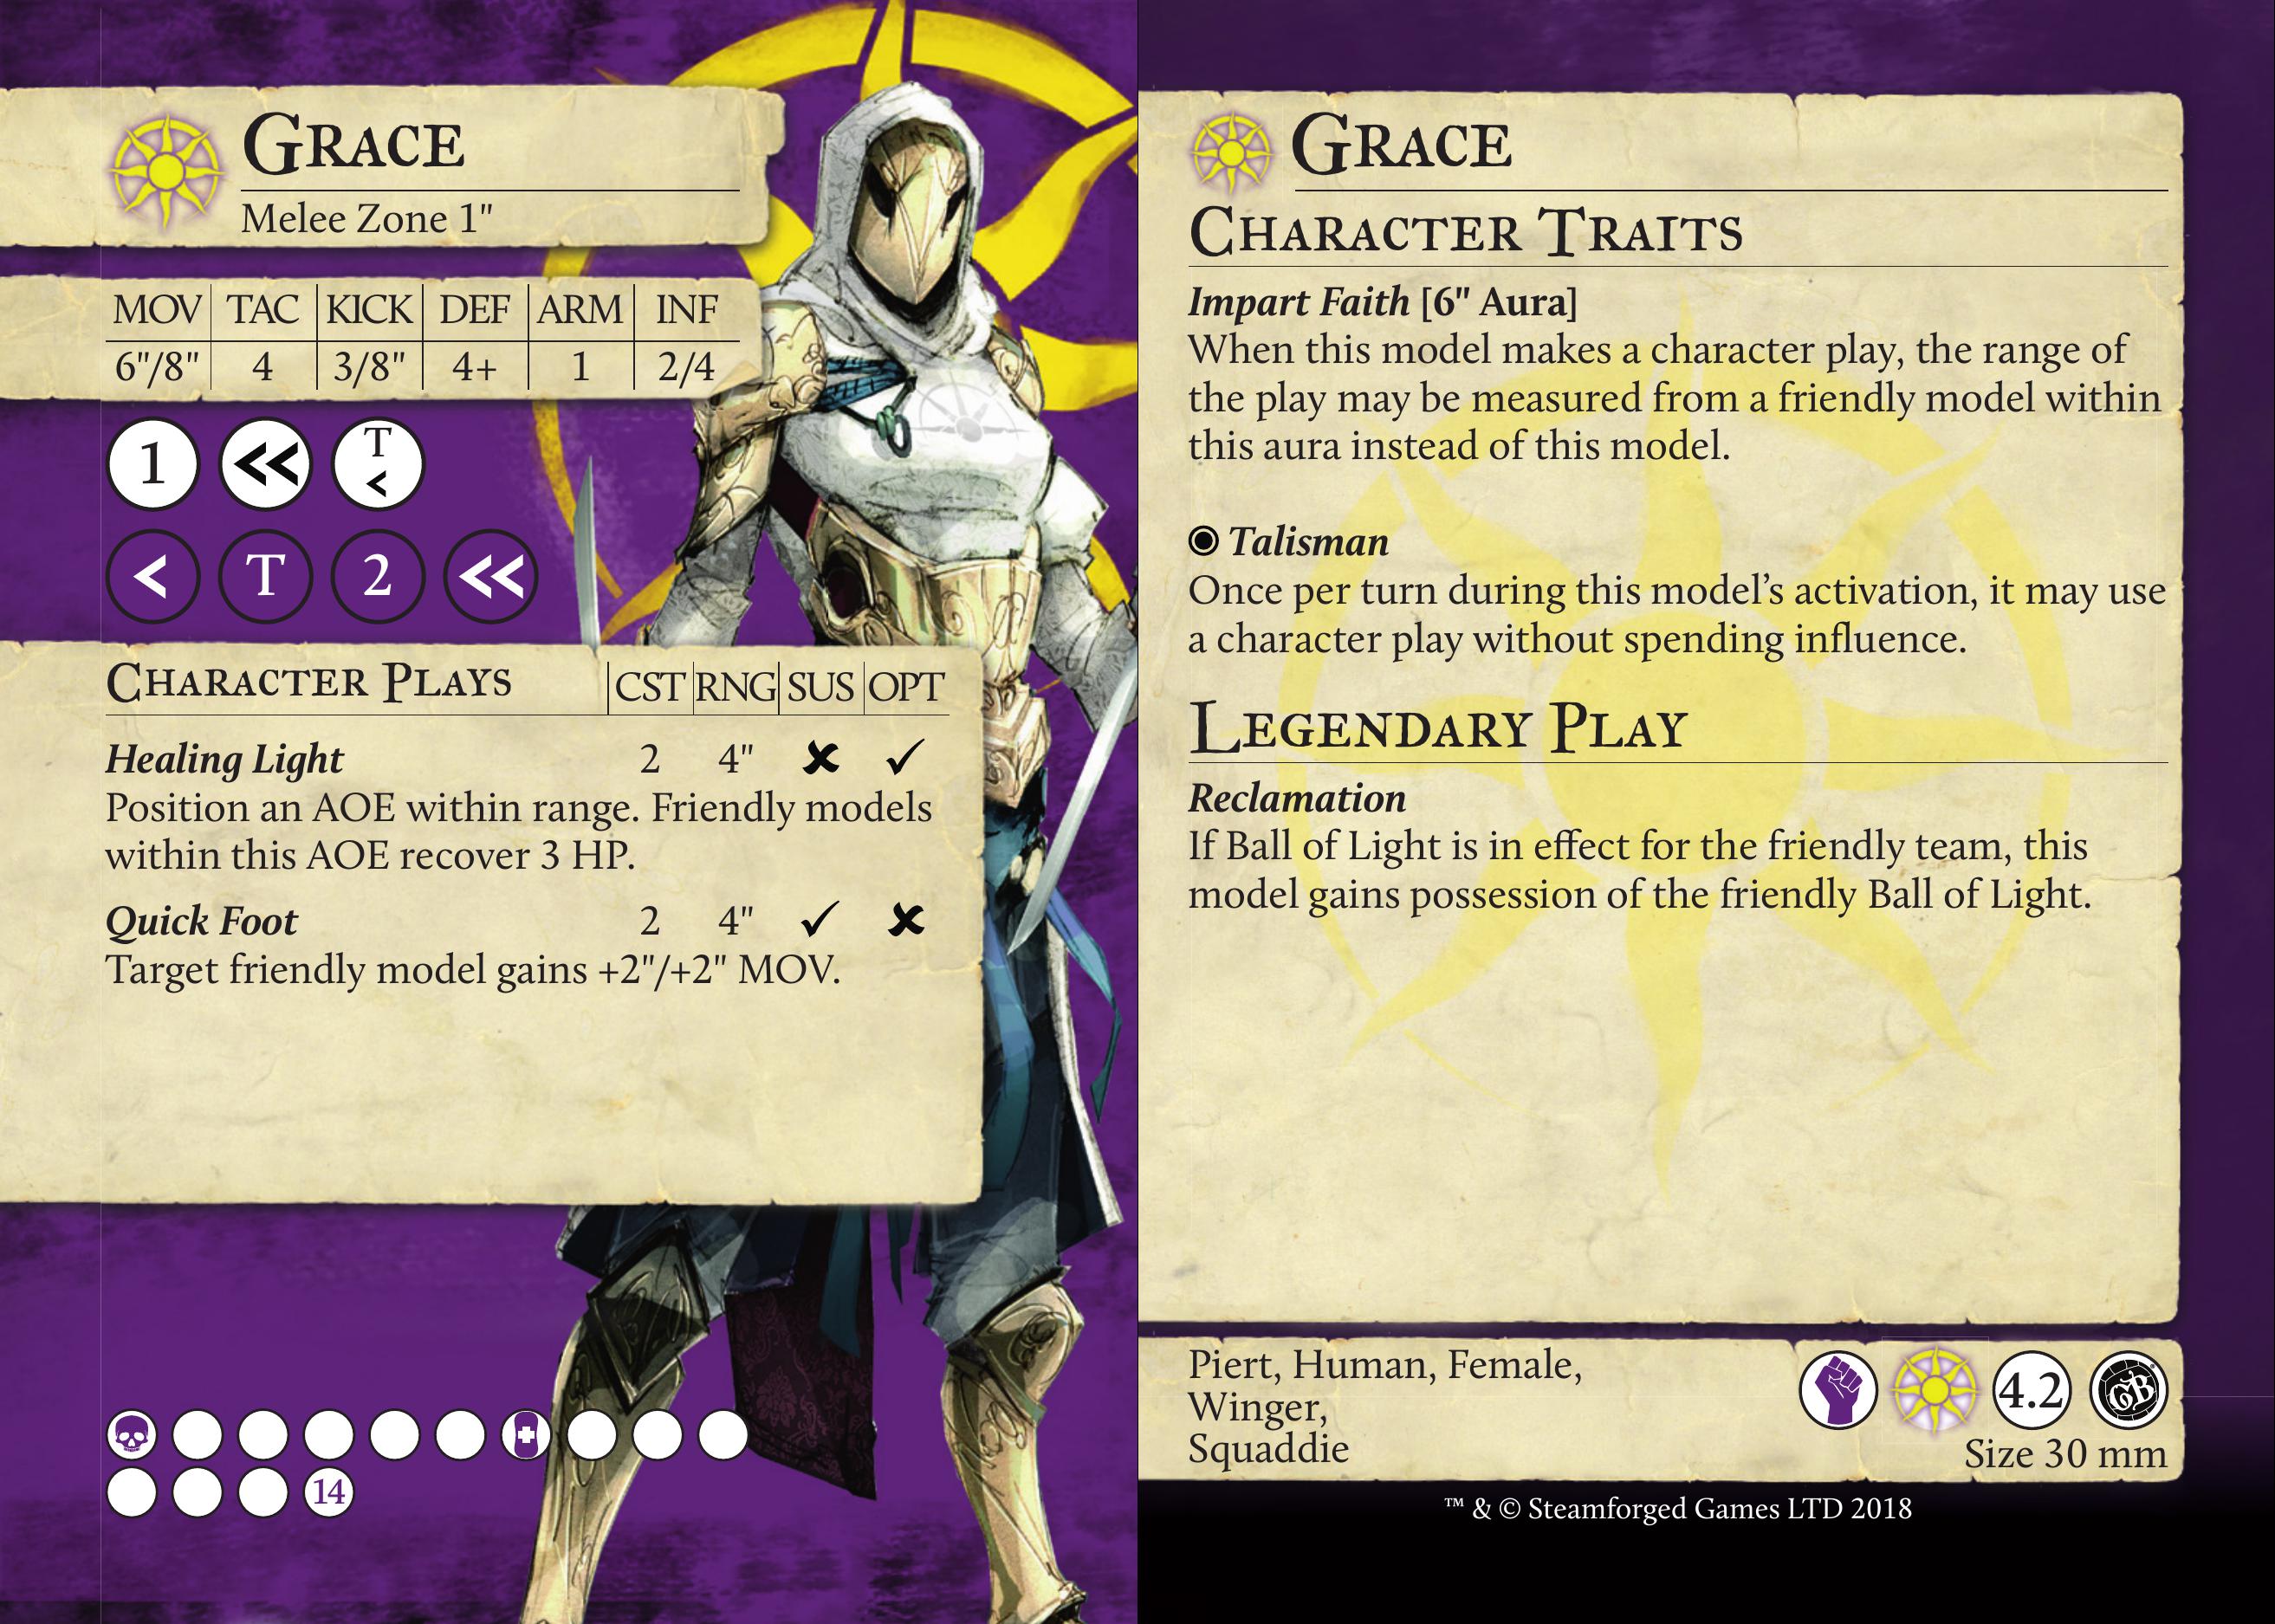 GRACE
Melee Zone 1"
MOV TAC KICK DEF ARM INF
6"/8" 4 3/8" 4+ 1 2/4
1 << T <
< T 2 <<
CHARACTER PLAYS CST RNG SUS OPT
Healing Light 2 4" ✘ ✓
Position an AOE within range. Friendly models
within this AOE recover 3 HP.
Quick Foot 2 4" ✓ ✘
Target friendly model gains +2"/+2" MOV.
14
GRACE
CHARACTER TRAITS
Impart Faith [6" Aura]
When this model makes a character play, the range of
the play may be measured from a friendly model within
this aura instead of this model.
Talisman
Once per turn during this model's activation, it may use
a character play without spending influence.
LEGENDARY PLAY
Reclamation
If Ball of Light is in effect for the friendly team, this
model gains possession of the friendly Ball of Light.
Piert, Human, Female,
Winger,
Squaddie
4.2 GB
Size 30 mm
™ & © Steamforged Games LTD 2018